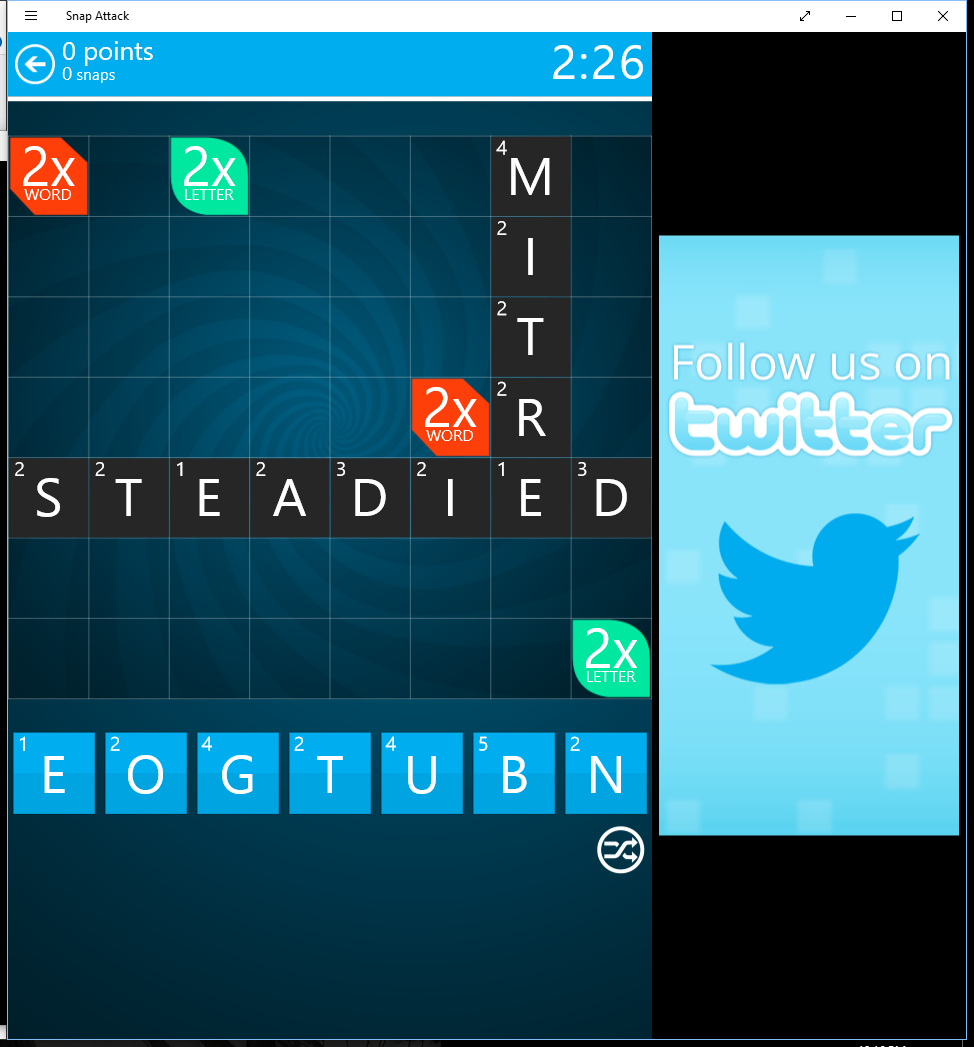 Snap Attack
0 points
0 snaps
2:26
2x WORD
2x LETTER
4 M
2 I
2 T
2x WORD
2 R
2 S 2 T 1 E 2 A 3 D 2 I 1 E 3 D
2x LETTER
1 E 2 O 4 G 2 T 4 U 5 B 2 N
Follow us on
twitter